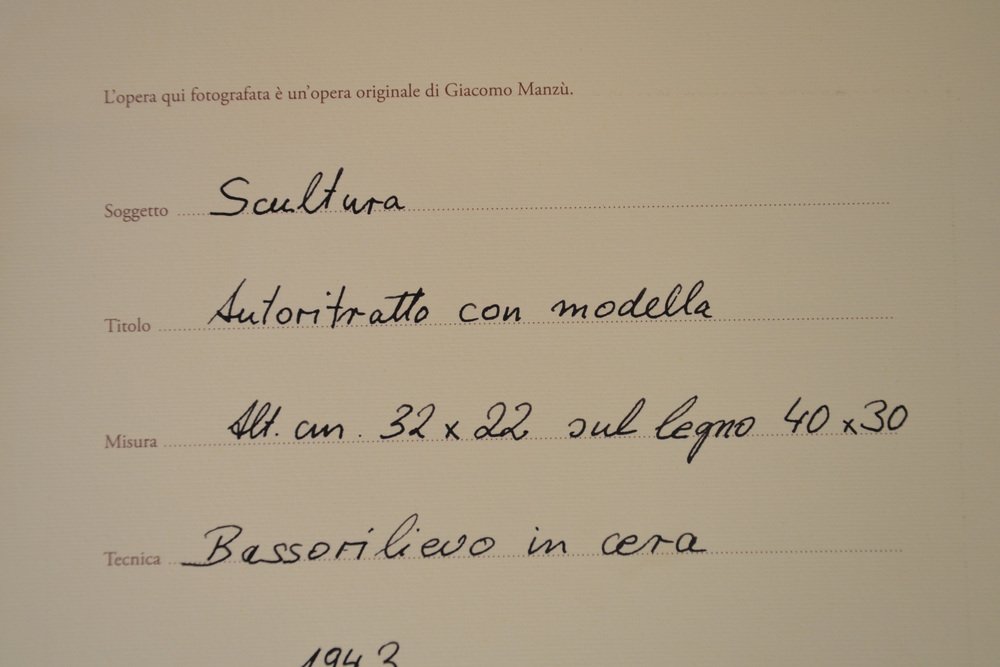 L'opera qui fotografata è un'opera originale di Giacomo Manzù.
Soggetto Scultura
Titolo Autoritratto con modella
Misura Alt. cm. 32 x 22 sul legno 40 x 30
Tecnica Bassorilievo in cera
1943